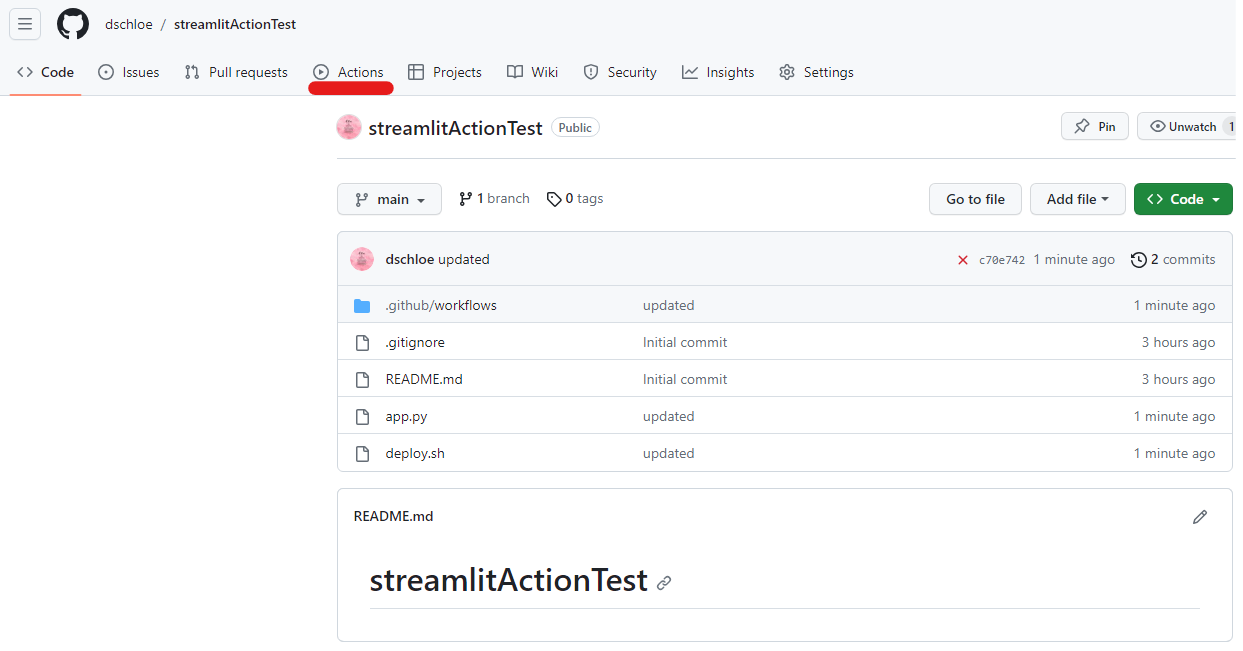 dschloe / streamlitActionTest
Code Issues Pull requests Actions Projects Wiki Security Insights Settings
streamlitActionTest Public Pin Unwatch 1
main 1 branch 0 tags Go to file Add file Code
dschloe updated c70e742 1 minute ago 2 commits
.github/workflows updated 1 minute ago
.gitignore Initial commit 3 hours ago
README.md Initial commit 3 hours ago
app.py updated 1 minute ago
deploy.sh updated 1 minute ago
README.md
streamlitActionTest